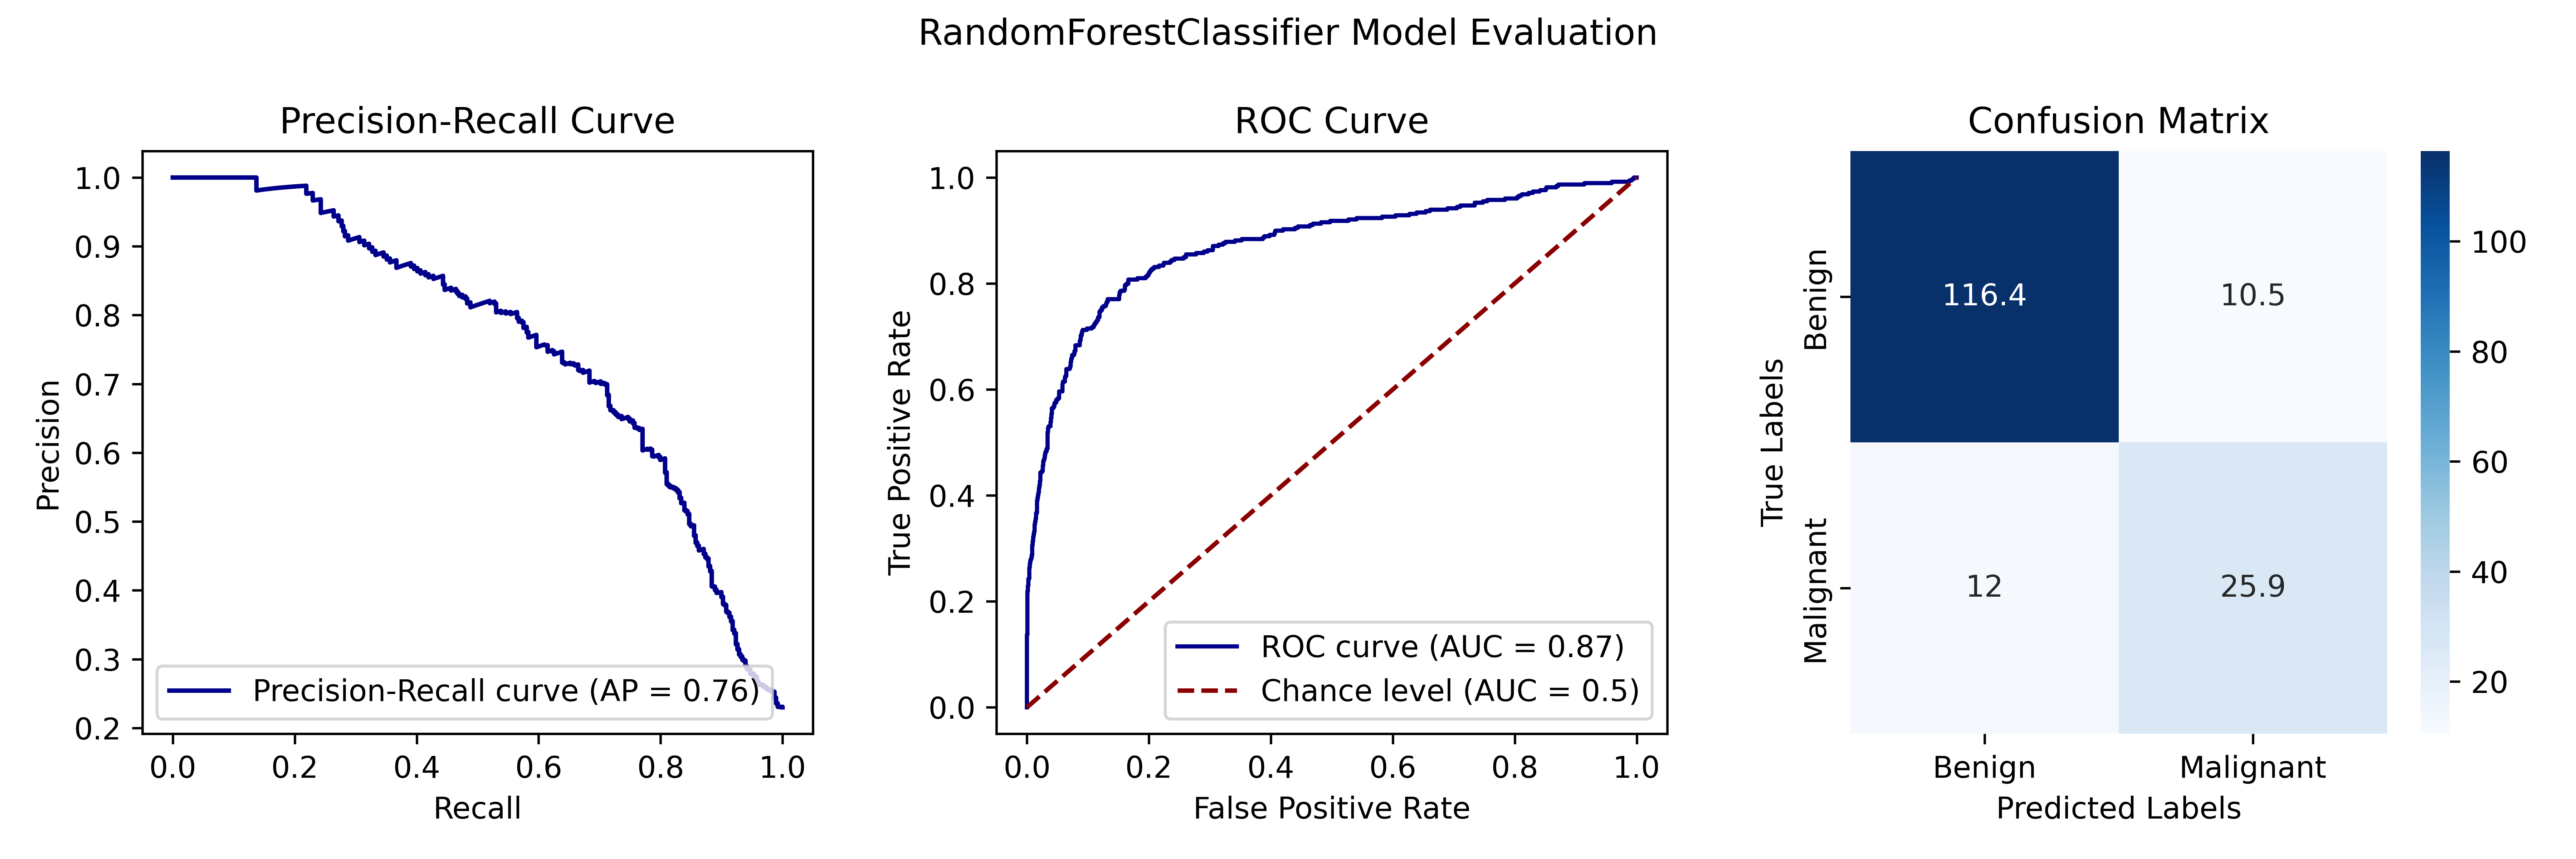 RandomForestClassifier Model Evaluation
Precision-Recall Curve
1.0
0.9
0.8
0.7
0.6
0.5
0.4
0.3
0.2
Precision
Precision-Recall curve (AP = 0.76)
0.0 0.2 0.4 0.6 0.8 1.0
Recall
ROC Curve
1.0
0.8
0.6
0.4
0.2
0.0
True Positive Rate
ROC curve (AUC = 0.87)
Chance level (AUC = 0.5)
0.0 0.2 0.4 0.6 0.8 1.0
False Positive Rate
Confusion Matrix
True Labels
Benign
116.4 10.5
Malignant
12 25.9
Benign Malignant
Predicted Labels
100
80
60
40
20